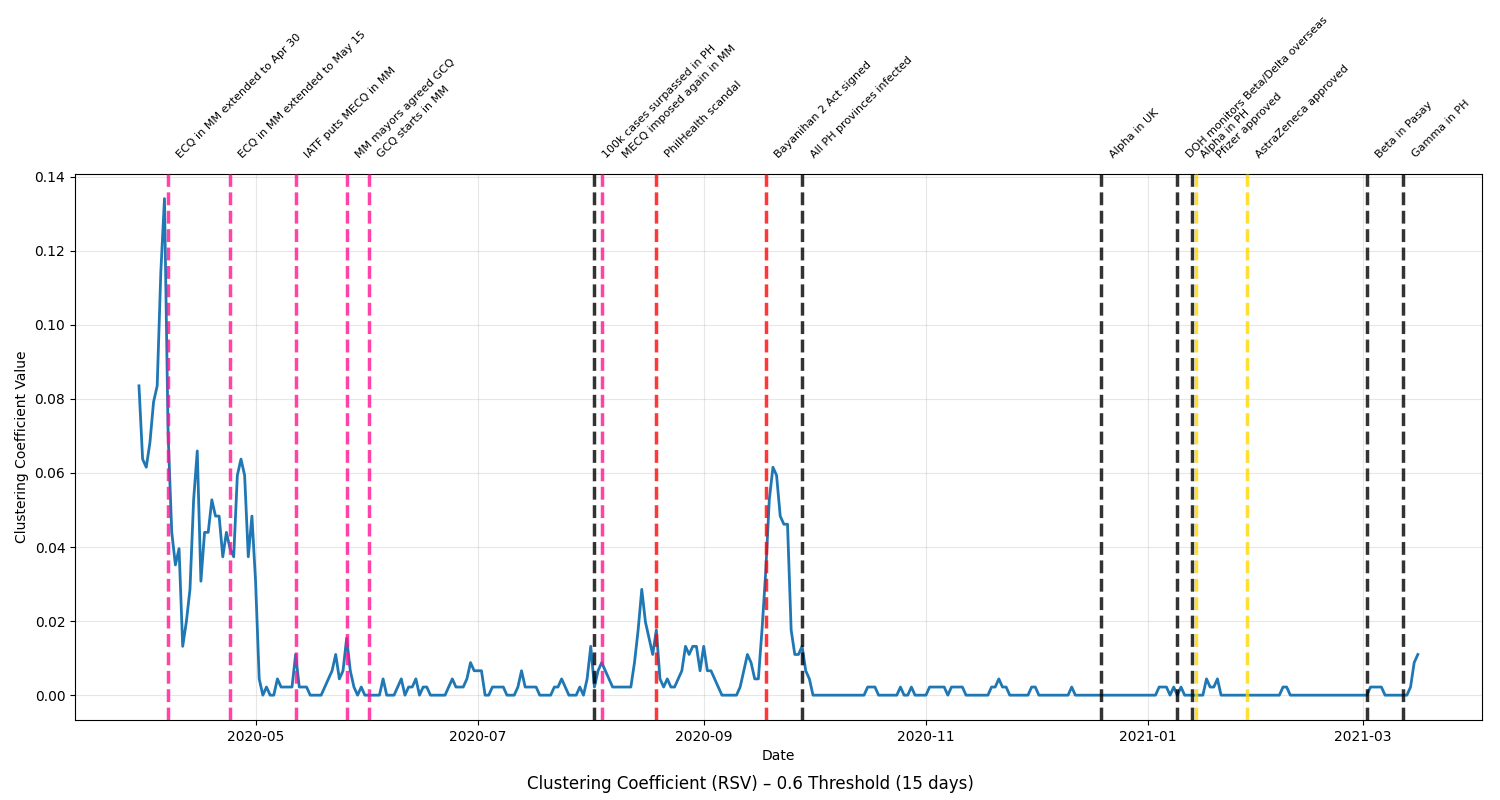 ECQ in MM extended to Apr 30
ECQ in MM extended to May 15
IATF puts MECQ in MM
MM mayors agreed GCQ
GCQ starts in MM
100k cases surpassed in PH
MECQ imposed again in MM
PhilHealth scandal
Bayanihan 2 Act signed
All PH provinces infected
Alpha in UK
DOH monitors Beta/Delta overseas
Alpha in PH
Pfizer approved
AstraZeneca approved
Beta in Pasay
Gamma in PH
0.14
0.12
0.10
0.08
0.06
0.04
0.02
0.00
Clustering Coefficient Value
2020-05
2020-07
2020-09
2020-11
2021-01
2021-03
Date
Clustering Coefficient (RSV) – 0.6 Threshold (15 days)